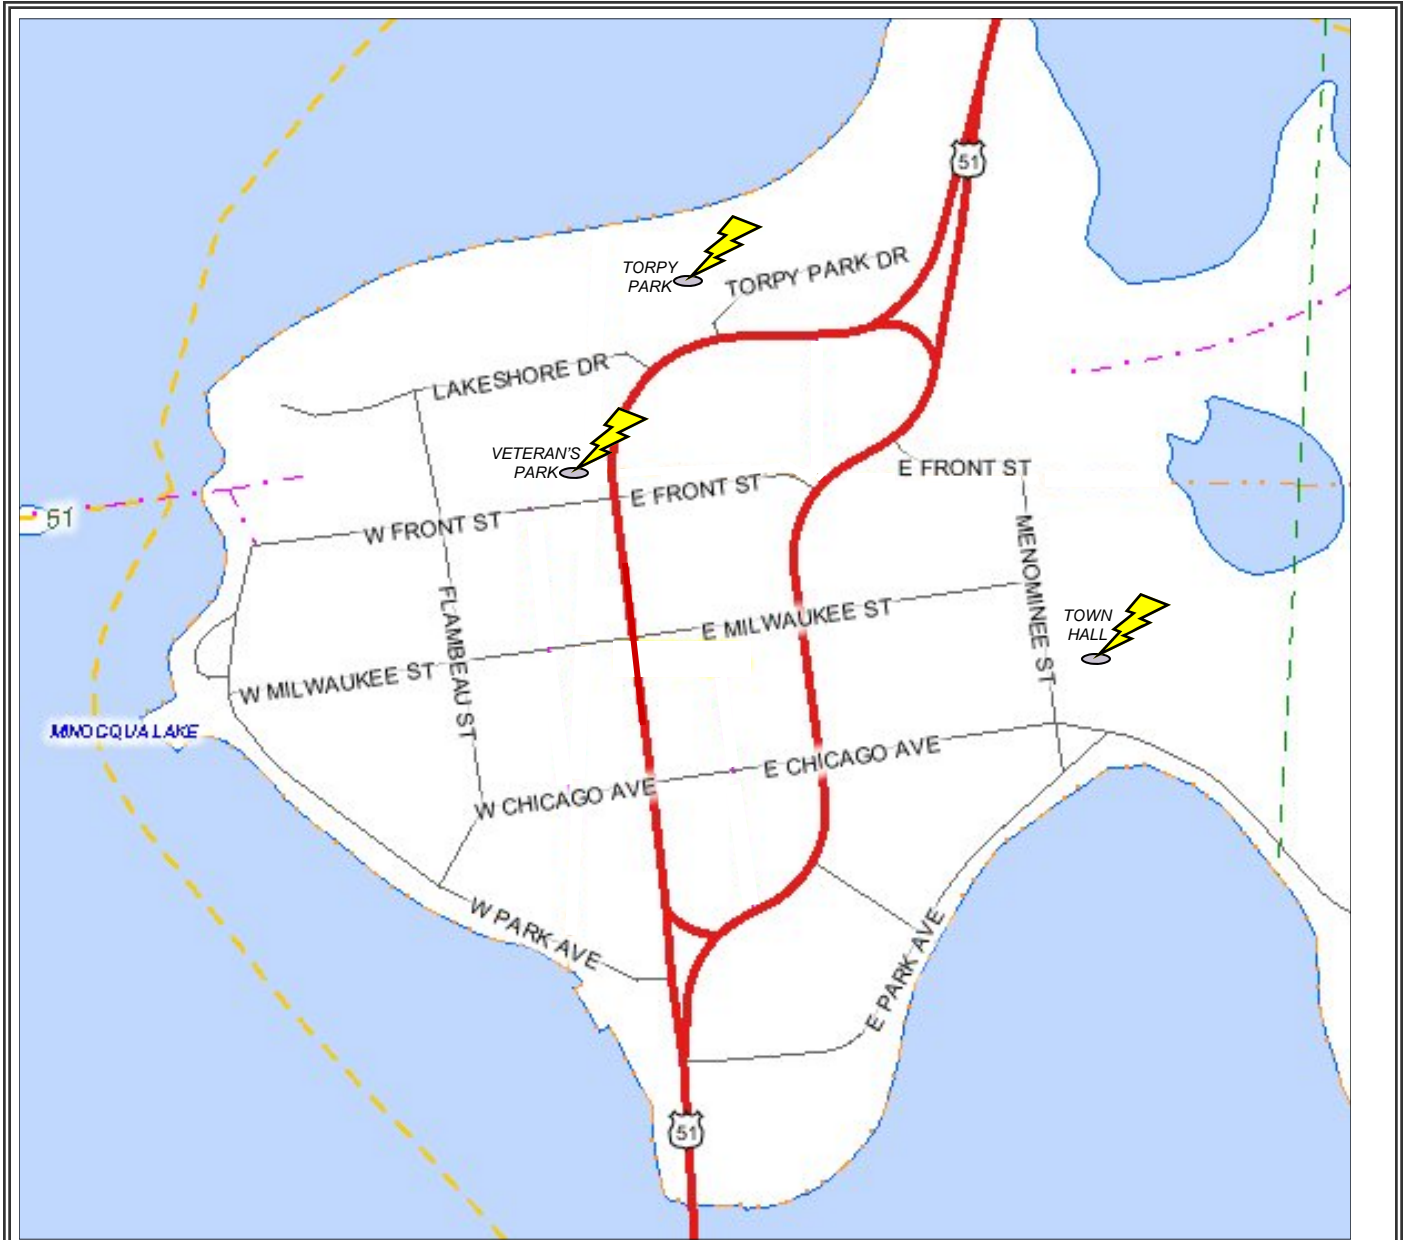 51
TORPY
PARK
TORPY PARK DR
LAKESHORE DR
VETERAN'S
PARK
E FRONT ST
E FRONT ST
W FRONT ST
51
MENOMINEE ST
FLAMBEAU ST
E MILWAUKEE ST
TOWN
HALL
W MILWAUKEE ST
MINOCQUA LAKE
E CHICAGO AVE
W CHICAGO AVE
W PARK AVE
E PARK AVE
51